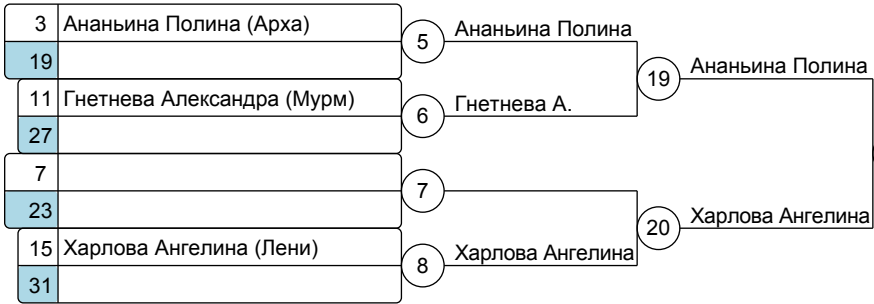 3 Ананьина Полина (Арха)
19
5 Ананьина Полина
11 Гнетнева Александра (Мурм)
27
6 Гнетнева А.
19 Ананьина Полина
7
23
7
15 Харлова Ангелина (Лени)
31
8 Харлова Ангелина
20 Харлова Ангелина